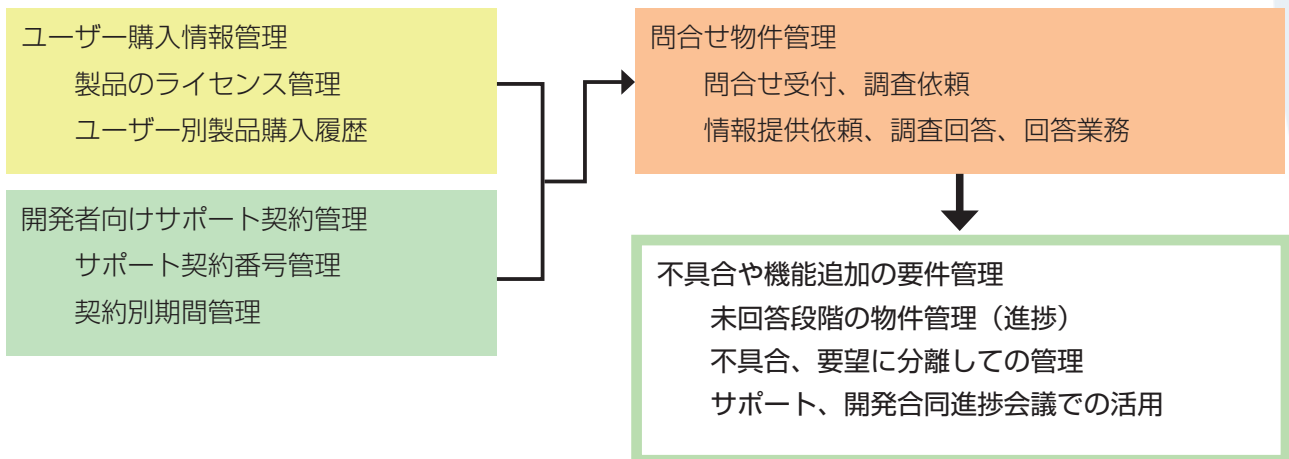 ユーザー購入情報管理
製品のライセンス管理
ユーザー別製品購入履歴
開発者向けサポート契約管理
サポート契約番号管理
契約別期間管理
問合せ物件管理
問合せ受付、調査依頼
情報提供依頼、調査回答、回答業務
不具合や機能追加の要件管理
未回答段階の物件管理（進捗）
不具合、要望に分離しての管理
サポート、開発合同進捗会議での活用